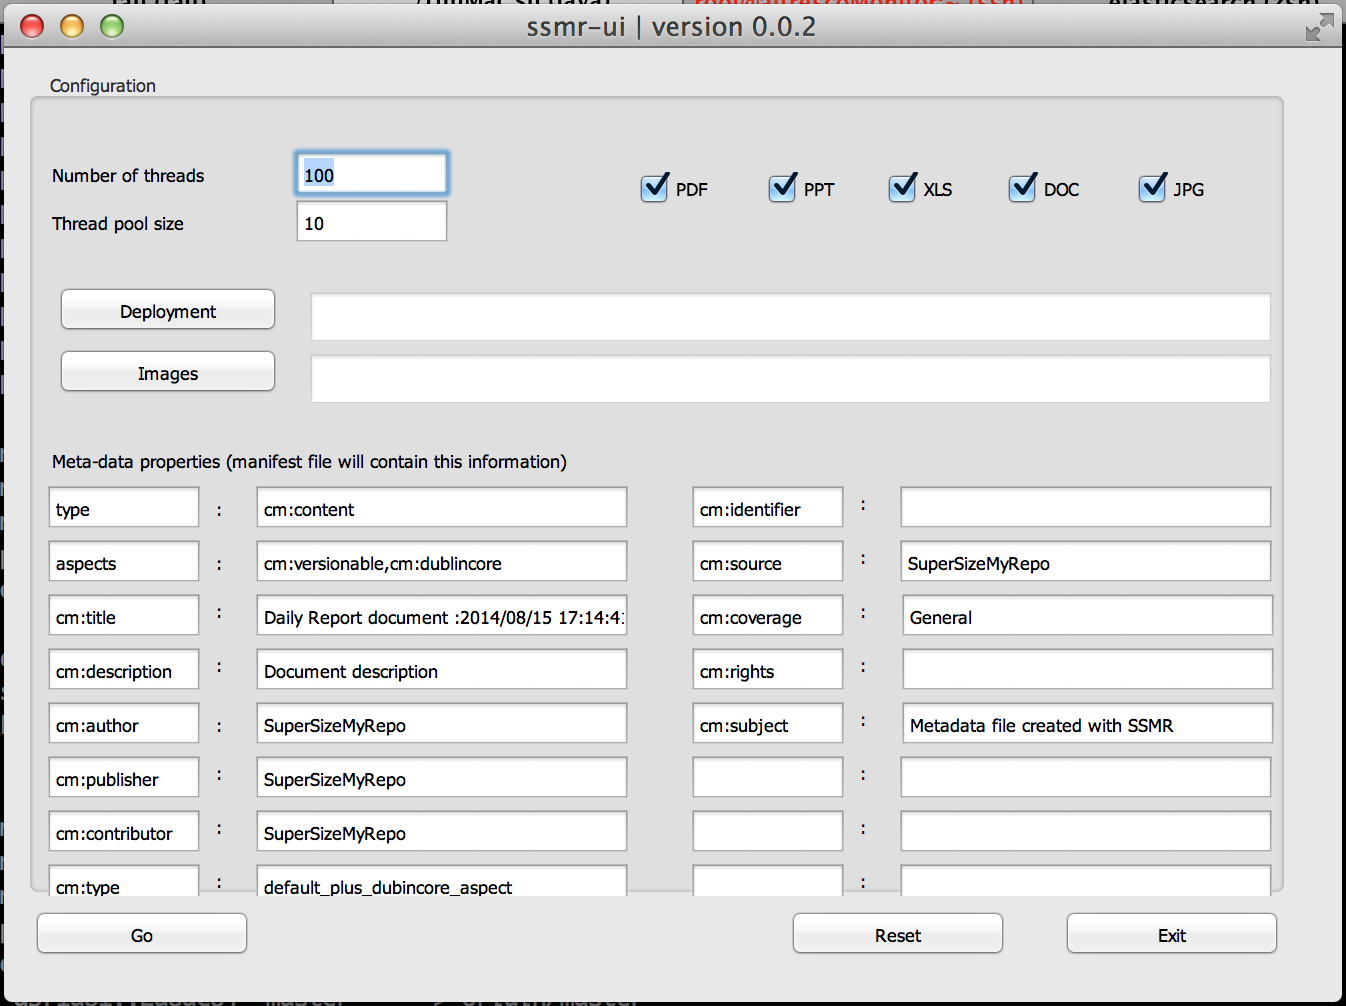 ssmr-ui | version 0.0.2
Configuration
Number of threads 100
PDF PPT XLS DOC JPG
Thread pool size 10
Deployment
Images
Meta-data properties (manifest file will contain this information)
type : cm:content cm:identifier :
aspects : cm:versionable,cm:dublincore cm:source : SuperSizeMyRepo
cm:title : Daily Report document :2014/08/15 17:14:41 cm:coverage : General
cm:description : Document description cm:rights :
cm:author : SuperSizeMyRepo cm:subject : Metadata file created with SSMR
cm:publisher : SuperSizeMyRepo :
cm:contributor : SuperSizeMyRepo :
cm:type : default_plus_dubincore_aspect :
Go Reset Exit